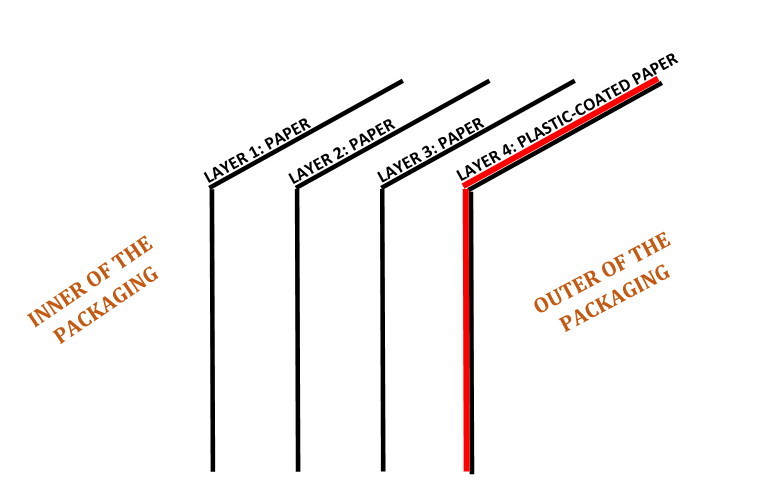 LAYER 1: PAPER
LAYER 2: PAPER
LAYER 3: PAPER
LAYER 4: PLASTIC-COATED PAPER
INNER OF THE
PACKAGING
OUTER OF THE
PACKAGING